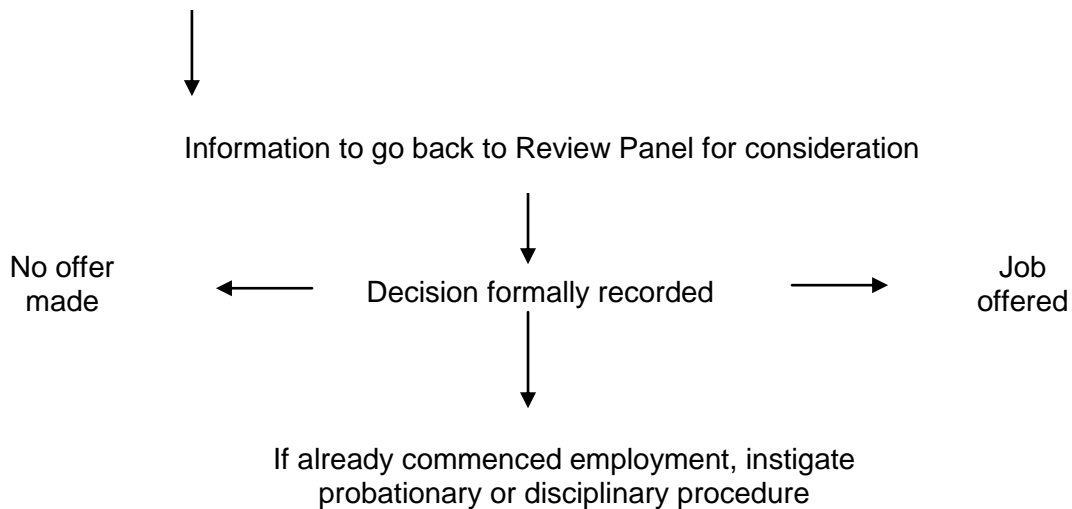 Information to go back to Review Panel for consideration
No offer
made
Decision formally recorded
Job
offered
If already commenced employment, instigate
probationary or disciplinary procedure